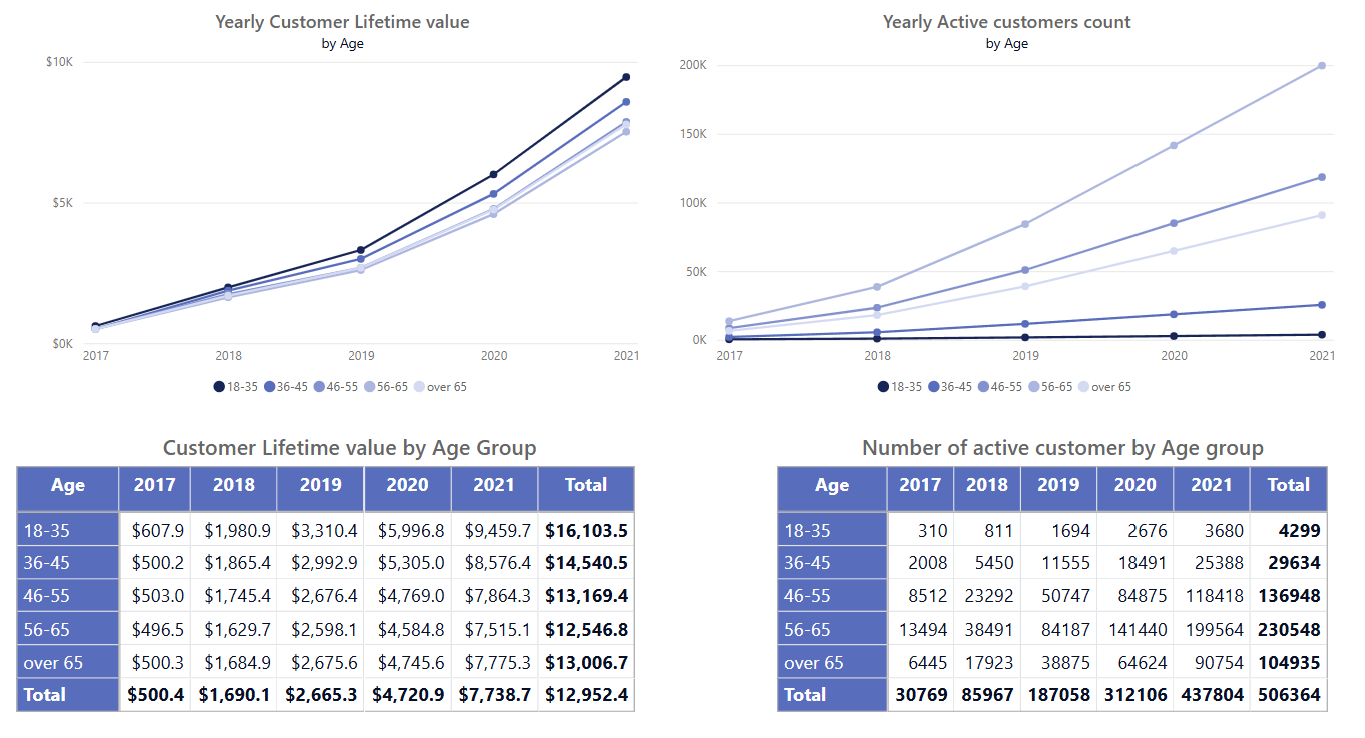 Yearly Customer Lifetime value
by Age
$10K
$5K
$0K
2017 2018 2019 2020 2021
18-35 36-45 46-55 56-65 over 65
Yearly Active customers count
by Age
200K
150K
100K
50K
0K
2017 2018 2019 2020 2021
18-35 36-45 46-55 56-65 over 65
Customer Lifetime value by Age Group
Age 2017 2018 2019 2020 2021 Total
18-35 $607.9 $1,980.9 $3,310.4 $5,996.8 $9,459.7 $16,103.5
36-45 $500.2 $1,865.4 $2,992.9 $5,305.0 $8,576.4 $14,540.5
46-55 $503.0 $1,745.4 $2,676.4 $4,769.0 $7,864.3 $13,169.4
56-65 $496.5 $1,629.7 $2,598.1 $4,584.8 $7,515.1 $12,546.8
over 65 $500.3 $1,684.9 $2,675.6 $4,745.6 $7,775.3 $13,006.7
Total $500.4 $1,690.1 $2,665.3 $4,720.9 $7,738.7 $12,952.4
Number of active customer by Age group
Age 2017 2018 2019 2020 2021 Total
18-35 310 811 1694 2676 3680 4299
36-45 2008 5450 11555 18491 25388 29634
46-55 8512 23292 50747 84875 118418 136948
56-65 13494 38491 84187 141440 199564 230548
over 65 6445 17923 38875 64624 90754 104935
Total 30769 85967 187058 312106 437804 506364